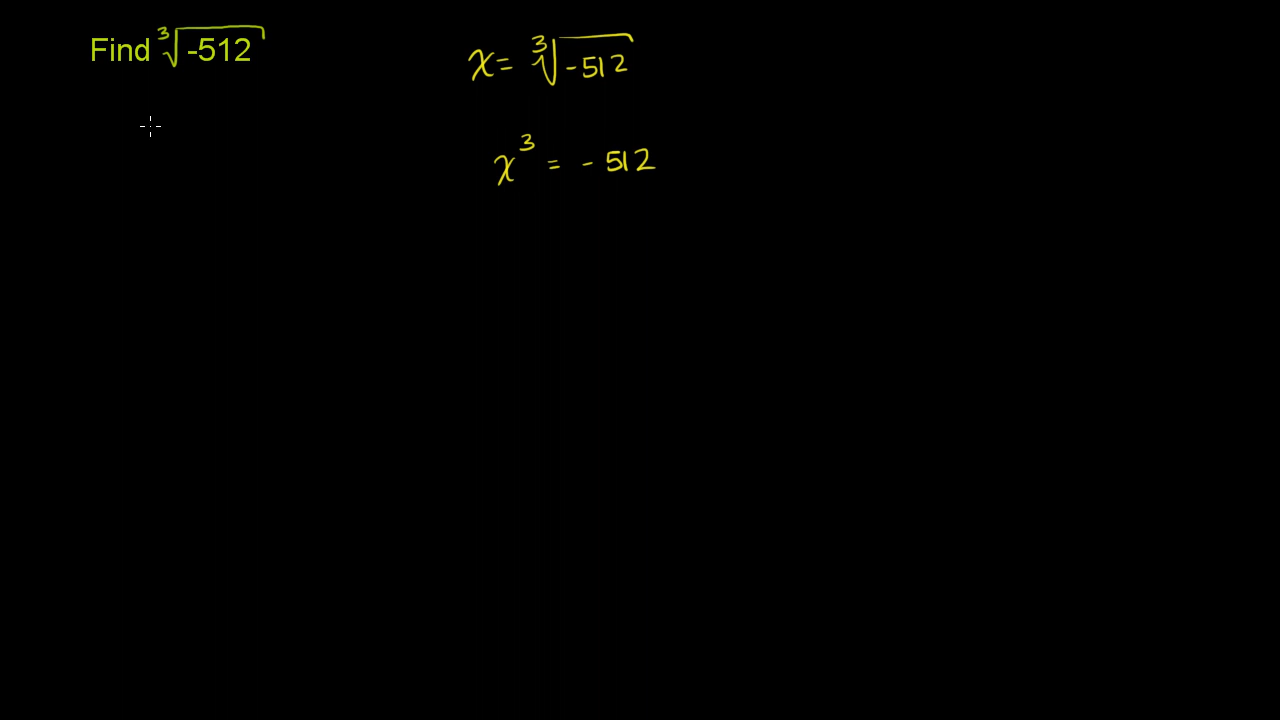 Find ∛-512
x = ∛-512
x³ = -512